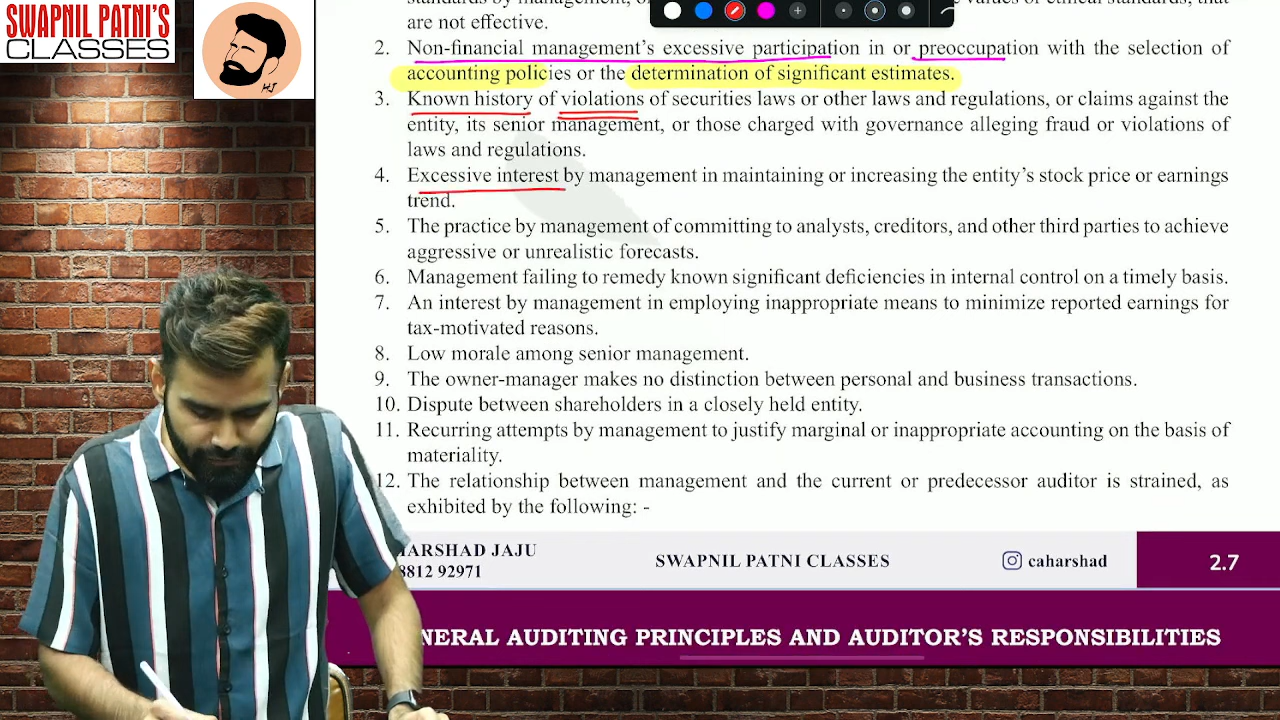 SWAPNIL PATNI'S
CLASSES
HJ
standards by management, values or ethical standards, that
are not effective.
2. Non-financial management's excessive participation in or preoccupation with the selection of
accounting policies or the determination of significant estimates.
3. Known history of violations of securities laws or other laws and regulations, or claims against the
entity, its senior management, or those charged with governance alleging fraud or violations of
laws and regulations.
4. Excessive interest by management in maintaining or increasing the entity's stock price or earnings
trend.
5. The practice by management of committing to analysts, creditors, and other third parties to achieve
aggressive or unrealistic forecasts.
6. Management failing to remedy known significant deficiencies in internal control on a timely basis.
7. An interest by management in employing inappropriate means to minimize reported earnings for
tax-motivated reasons.
8. Low morale among senior management.
9. The owner-manager makes no distinction between personal and business transactions.
10. Dispute between shareholders in a closely held entity.
11. Recurring attempts by management to justify marginal or inappropriate accounting on the basis of
materiality.
12. The relationship between management and the current or predecessor auditor is strained, as
exhibited by the following: -
HARSHAD JAJU
8812 92971
SWAPNIL PATNI CLASSES
caharshad
2.7
NERAL AUDITING PRINCIPLES AND AUDITOR'S RESPONSIBILITIES